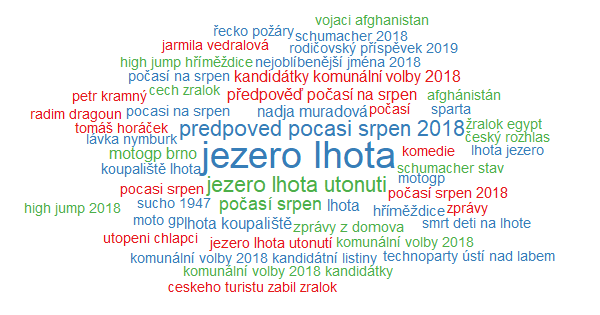 vojaci afghanistan
řecko požáry
schumacher 2018
jarmila vedralová
rodičovský příspěvek 2019
high jump hříměždice
nejoblíbenější jména 2018
počasí na srpen
kandidátky komunální volby 2018
petr kramný
cech zralok
předpověď počasí na srpen
afghánistán
radim dragoun
pocasi na srpen
nadja muradová
počasí
sparta
tomáš horáček
predpoved pocasi srpen 2018
žralok egypt
lávka nymburk
český rozhlas
motogp brno
jezero lhota
komedie
lhota jezero
koupaliště lhota
schumacher stav
pocasi srpen
jezero lhota utonuti
motogp
počasí srpen 2018
high jump 2018
sucho 1947
počasí srpen
lhota
hříměždice
zprávy
moto gp
lhota koupaliště
zprávy z domova
smrt deti na lhote
utopeni chlapci
jezero lhota utonutí
komunální volby 2018
komunální volby 2018 kandidátní listiny
technoparty ústí nad labem
komunální volby 2018 kandidátky
ceskeho turistu zabil zralok